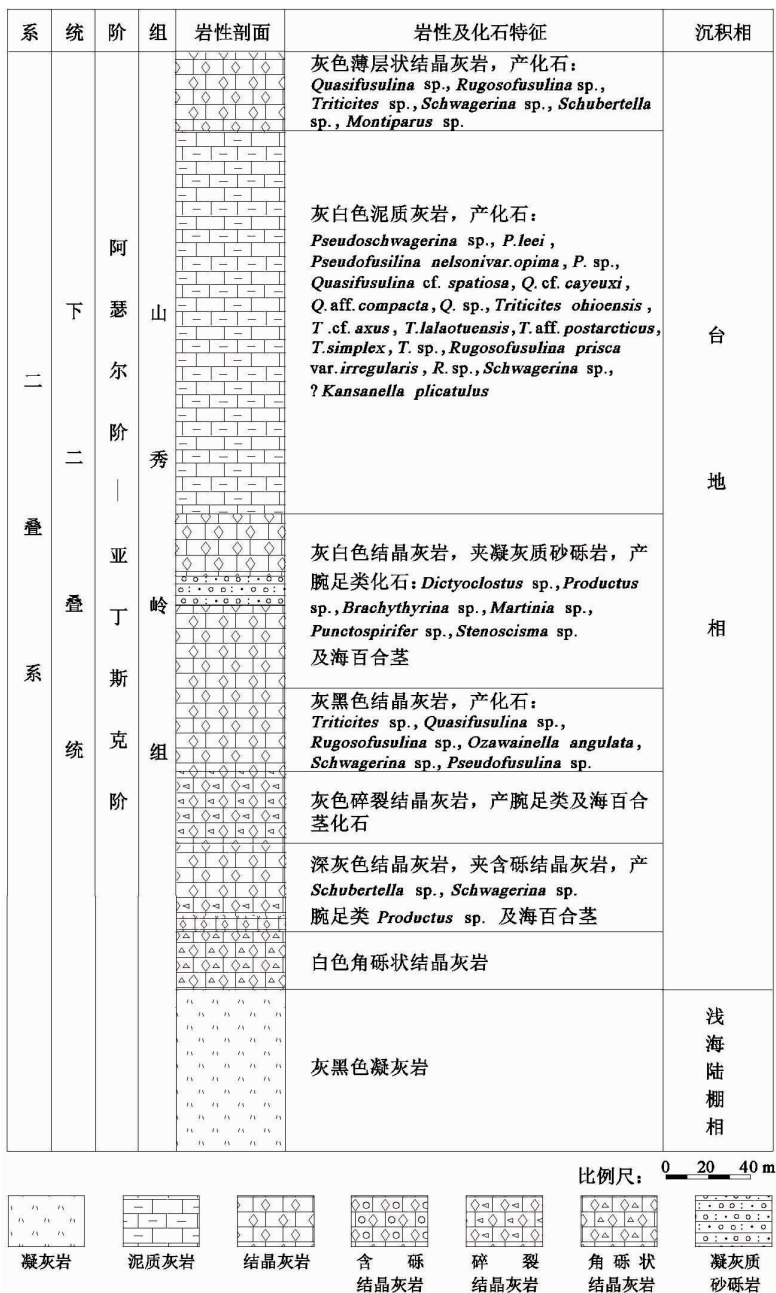 系 统 阶 组 岩性剖面 岩性及化石特征 沉积相
二叠系
下二叠统
阿瑟尔阶—亚丁斯克阶
山秀岭组
灰色薄层状结晶灰岩，产化石：
Quasifusulina sp., Rugosofusulina sp.,
Triticites sp., Schwagerina sp., Schubertella
sp., Montiparus sp.
灰白色泥质灰岩，产化石：
Pseudoschwagerina sp., P.leei,
Pseudofusilina nelsonivar.opima, P. sp.,
Quasifusulina cf. spatiosa, Q. cf. cayeuxi,
Q. aff. compacta, Q. sp., Triticites ohioensis,
T .cf. axus, T.lalaotuensis, T. aff. postarcticus,
T.simplex, T. sp., Rugosofusulina prisca
var.irregularis, R. sp., Schwagerina sp.,
? Kansanella plicatulus
灰白色结晶灰岩，夹凝灰质砂砾岩，产
腕足类化石：Dictyoclostus sp., Productus
sp., Brachythyrina sp., Martinia sp.,
Punctospirifer sp., Stenoscisma sp.
及海百合茎
灰黑色结晶灰岩，产化石：
Triticites sp., Quasifusulina sp.,
Rugosofusulina sp., Ozawainella angulata,
Schwagerina sp., Pseudofusulina sp.
灰色碎裂结晶灰岩，产腕足类及海百合
茎化石
深灰色结晶灰岩，夹含砾结晶灰岩，产
Schubertella sp., Schwagerina sp.
腕足类 Productus sp. 及海百合茎
白色角砾状结晶灰岩
灰黑色凝灰岩
台地相
浅海陆棚相
比例尺： 0 20 40 m
凝灰岩 泥质灰岩 结晶灰岩 含砾 碎裂 角砾状 凝灰质
结晶灰岩 结晶灰岩 结晶灰岩 砂砾岩